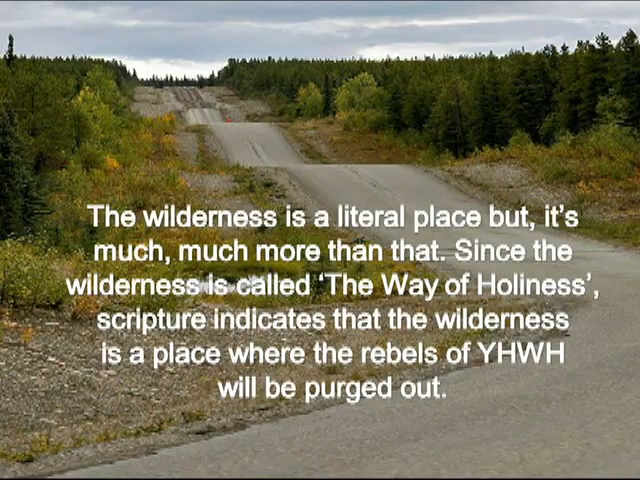 The wilderness is a literal place but, it's
much, much more than that. Since the
wilderness is called ‘The Way of Holiness’,
scripture indicates that the wilderness
is a place where the rebels of YHWH
will be purged out.